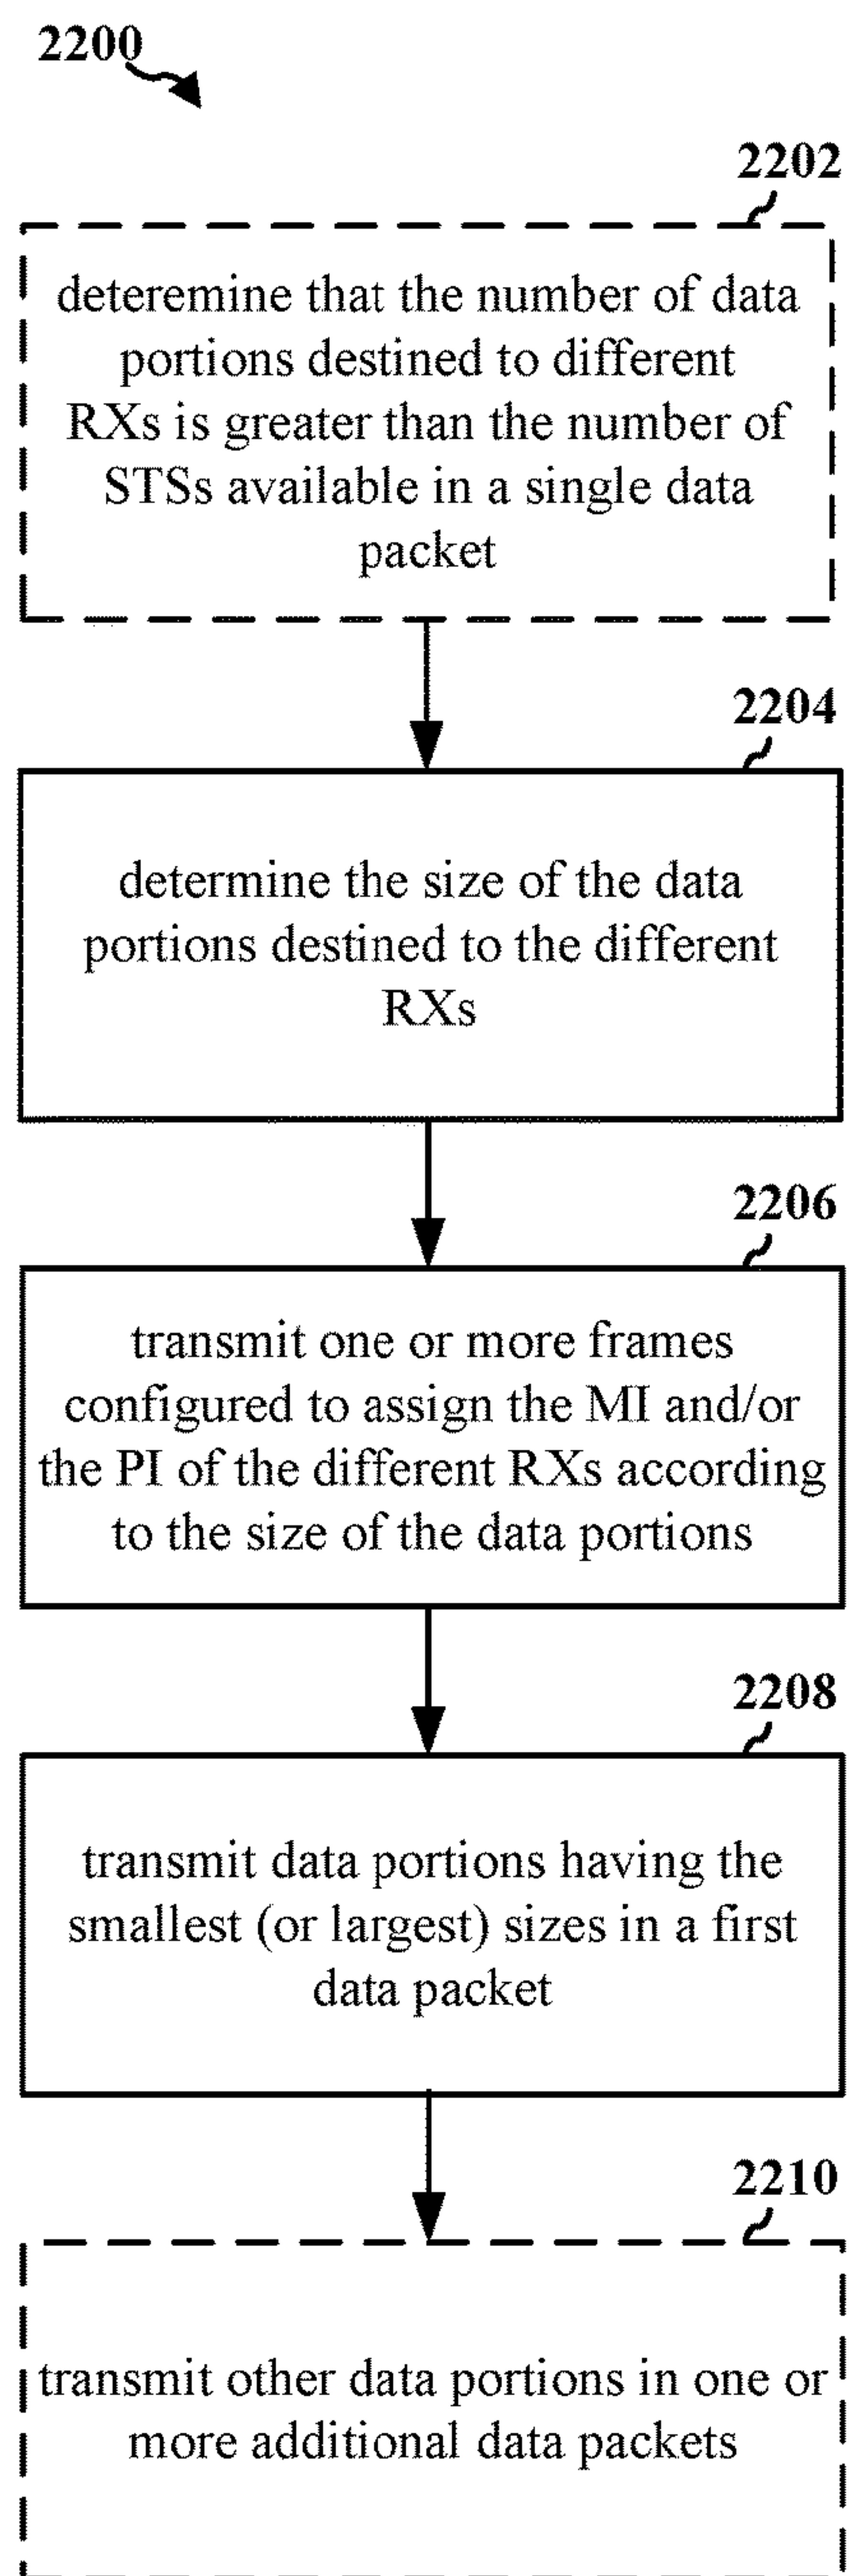 2200
2202
deteremine that the number of data
portions destined to different
RXs is greater than the number of
STSs available in a single data
packet
2204
determine the size of the data
portions destined to the different
RXs
2206
transmit one or more frames
configured to assign the MI and/or
the PI of the different RXs according
to the size of the data portions
2208
transmit data portions having the
smallest (or largest) sizes in a first
data packet
2210
transmit other data portions in one or
more additional data packets